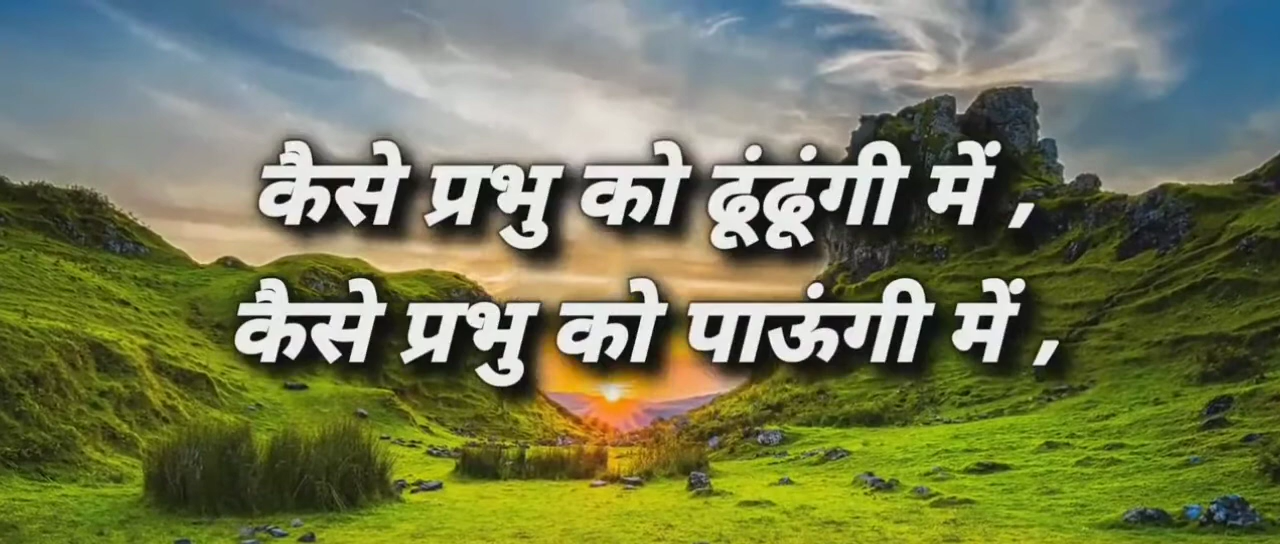 कैसे प्रभु को ढूंढूंगी में ,
कैसे प्रभु को पाऊंगी में ,